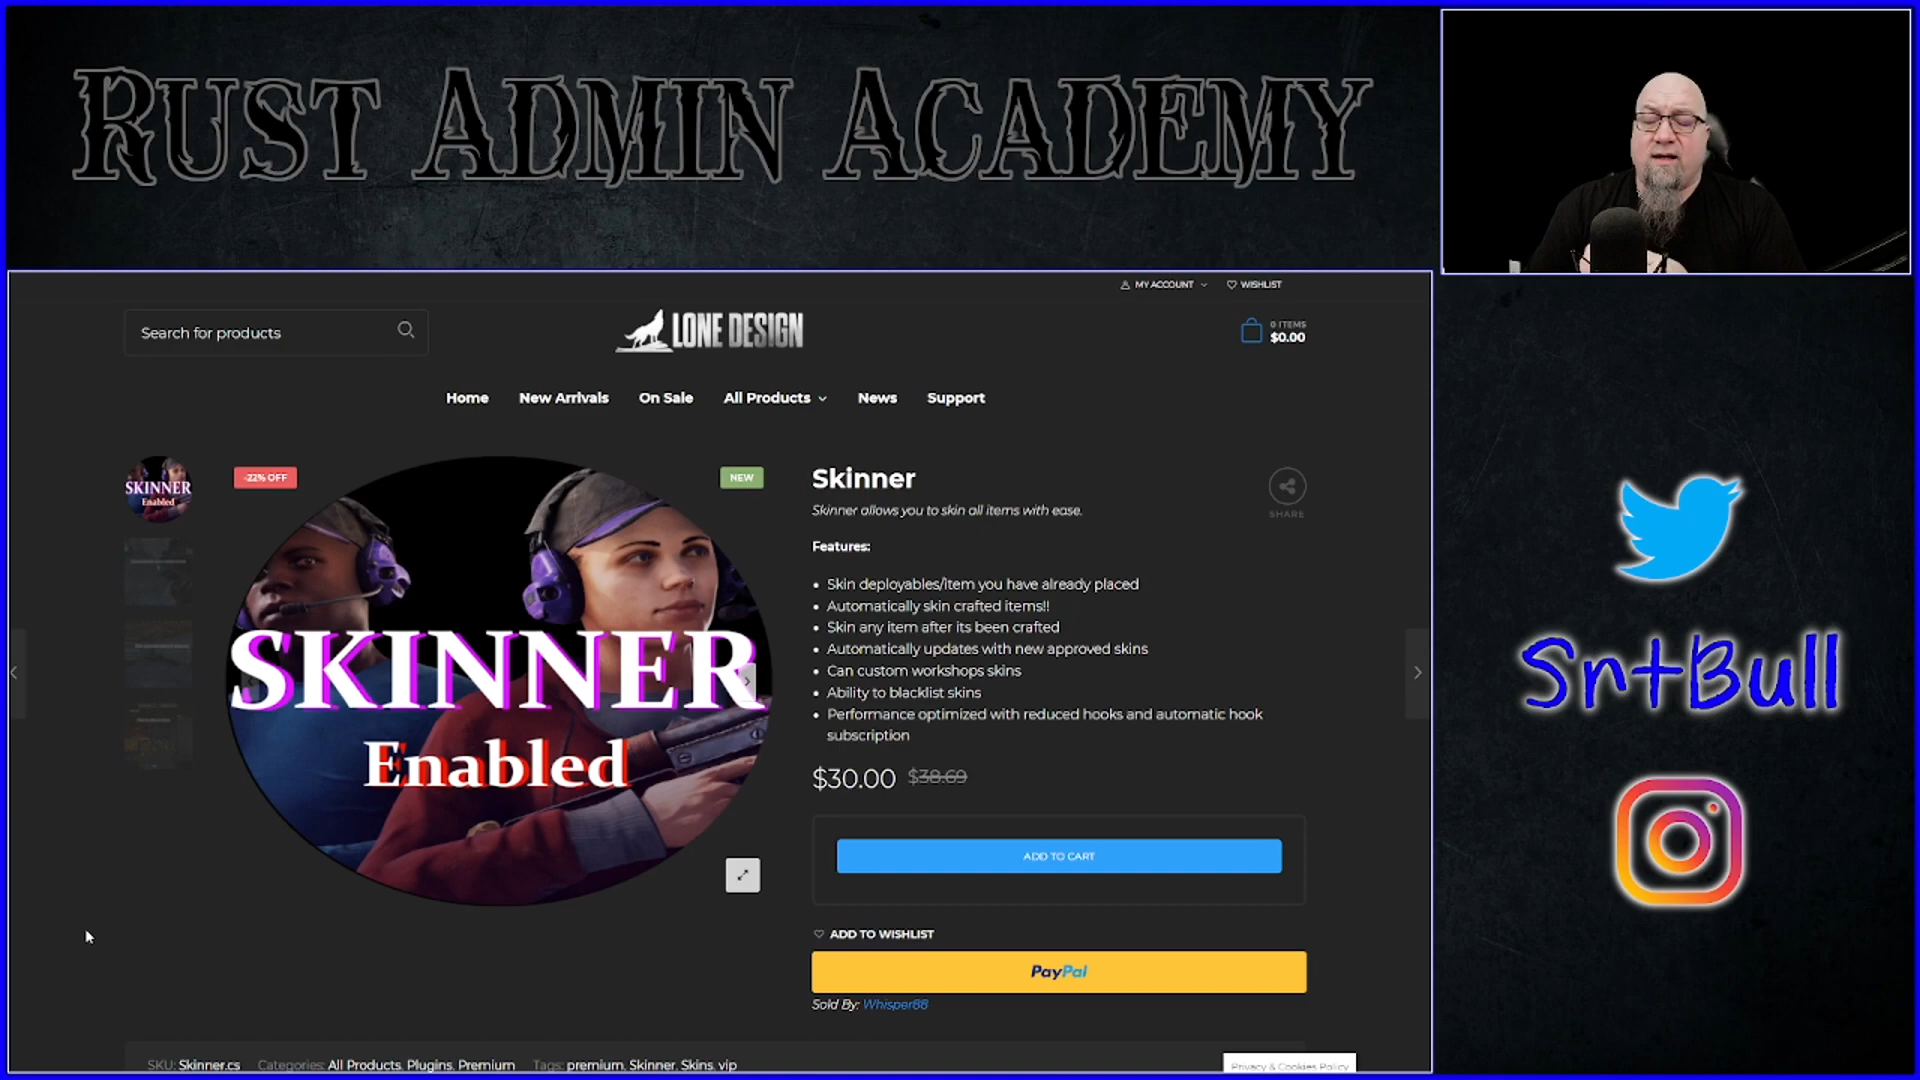 RUST ADMIN ACADEMY
MY ACCOUNT
WISHLIST
Search for products
LONE DESIGN
0 ITEMS
$0.00
Home
New Arrivals
On Sale
All Products
News
Support
SKINNER
Enabled
-22% OFF
NEW
SKINNER
Enabled
Skinner
Skinner allows you to skin all items with ease.
SHARE
Features:
• Skin deployables/item you have already placed
• Automatically skin crafted items!!
• Skin any item after its been crafted
• Automatically updates with new approved skins
• Can custom workshops skins
• Ability to blacklist skins
• Performance optimized with reduced hooks and automatic hook
subscription
$30.00 $38.69
ADD TO CART
ADD TO WISHLIST
PayPal
Sold By: Whisper88
SKU: Skinner.cs Categories: All Products, Plugins, Premium Tags: premium, Skinner, Skins, vip
Privacy & Cookies Policy
SntBull